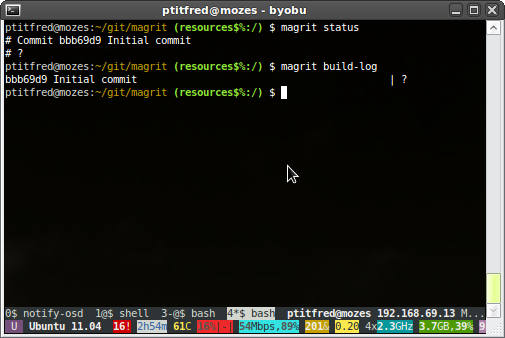 ptitfred@mozes - byobu
ptitfred@mozes:~/git/magrit (resources$%:/) $ magrit status
# Commit bbb69d9 Initial commit
# ?
ptitfred@mozes:~/git/magrit (resources$%:/) $ magrit build-log
bbb69d9 Initial commit | ?
ptitfred@mozes:~/git/magrit (resources$%:/) $
0$ notify-osd 1@$ shell 3-@$ bash 4*$ bash ptitfred@mozes 192.168.69.13 M...
U Ubuntu 11.04 16! 2h54m 61C 16%|-| 54Mbps,89% 201& 0.20 4x2.3GHz 3.7GB,39% 9